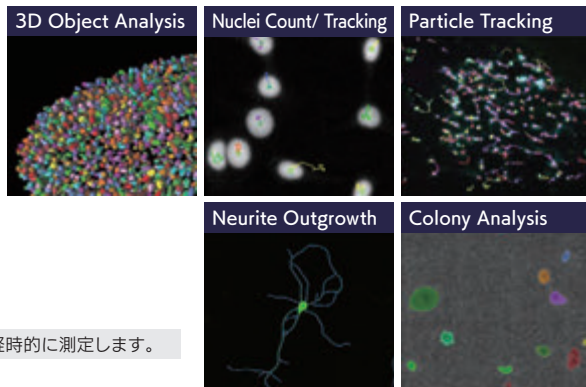 3D Object Analysis
Nuclei Count/ Tracking
Particle Tracking
Neurite Outgrowth
Colony Analysis
時的に測定します。